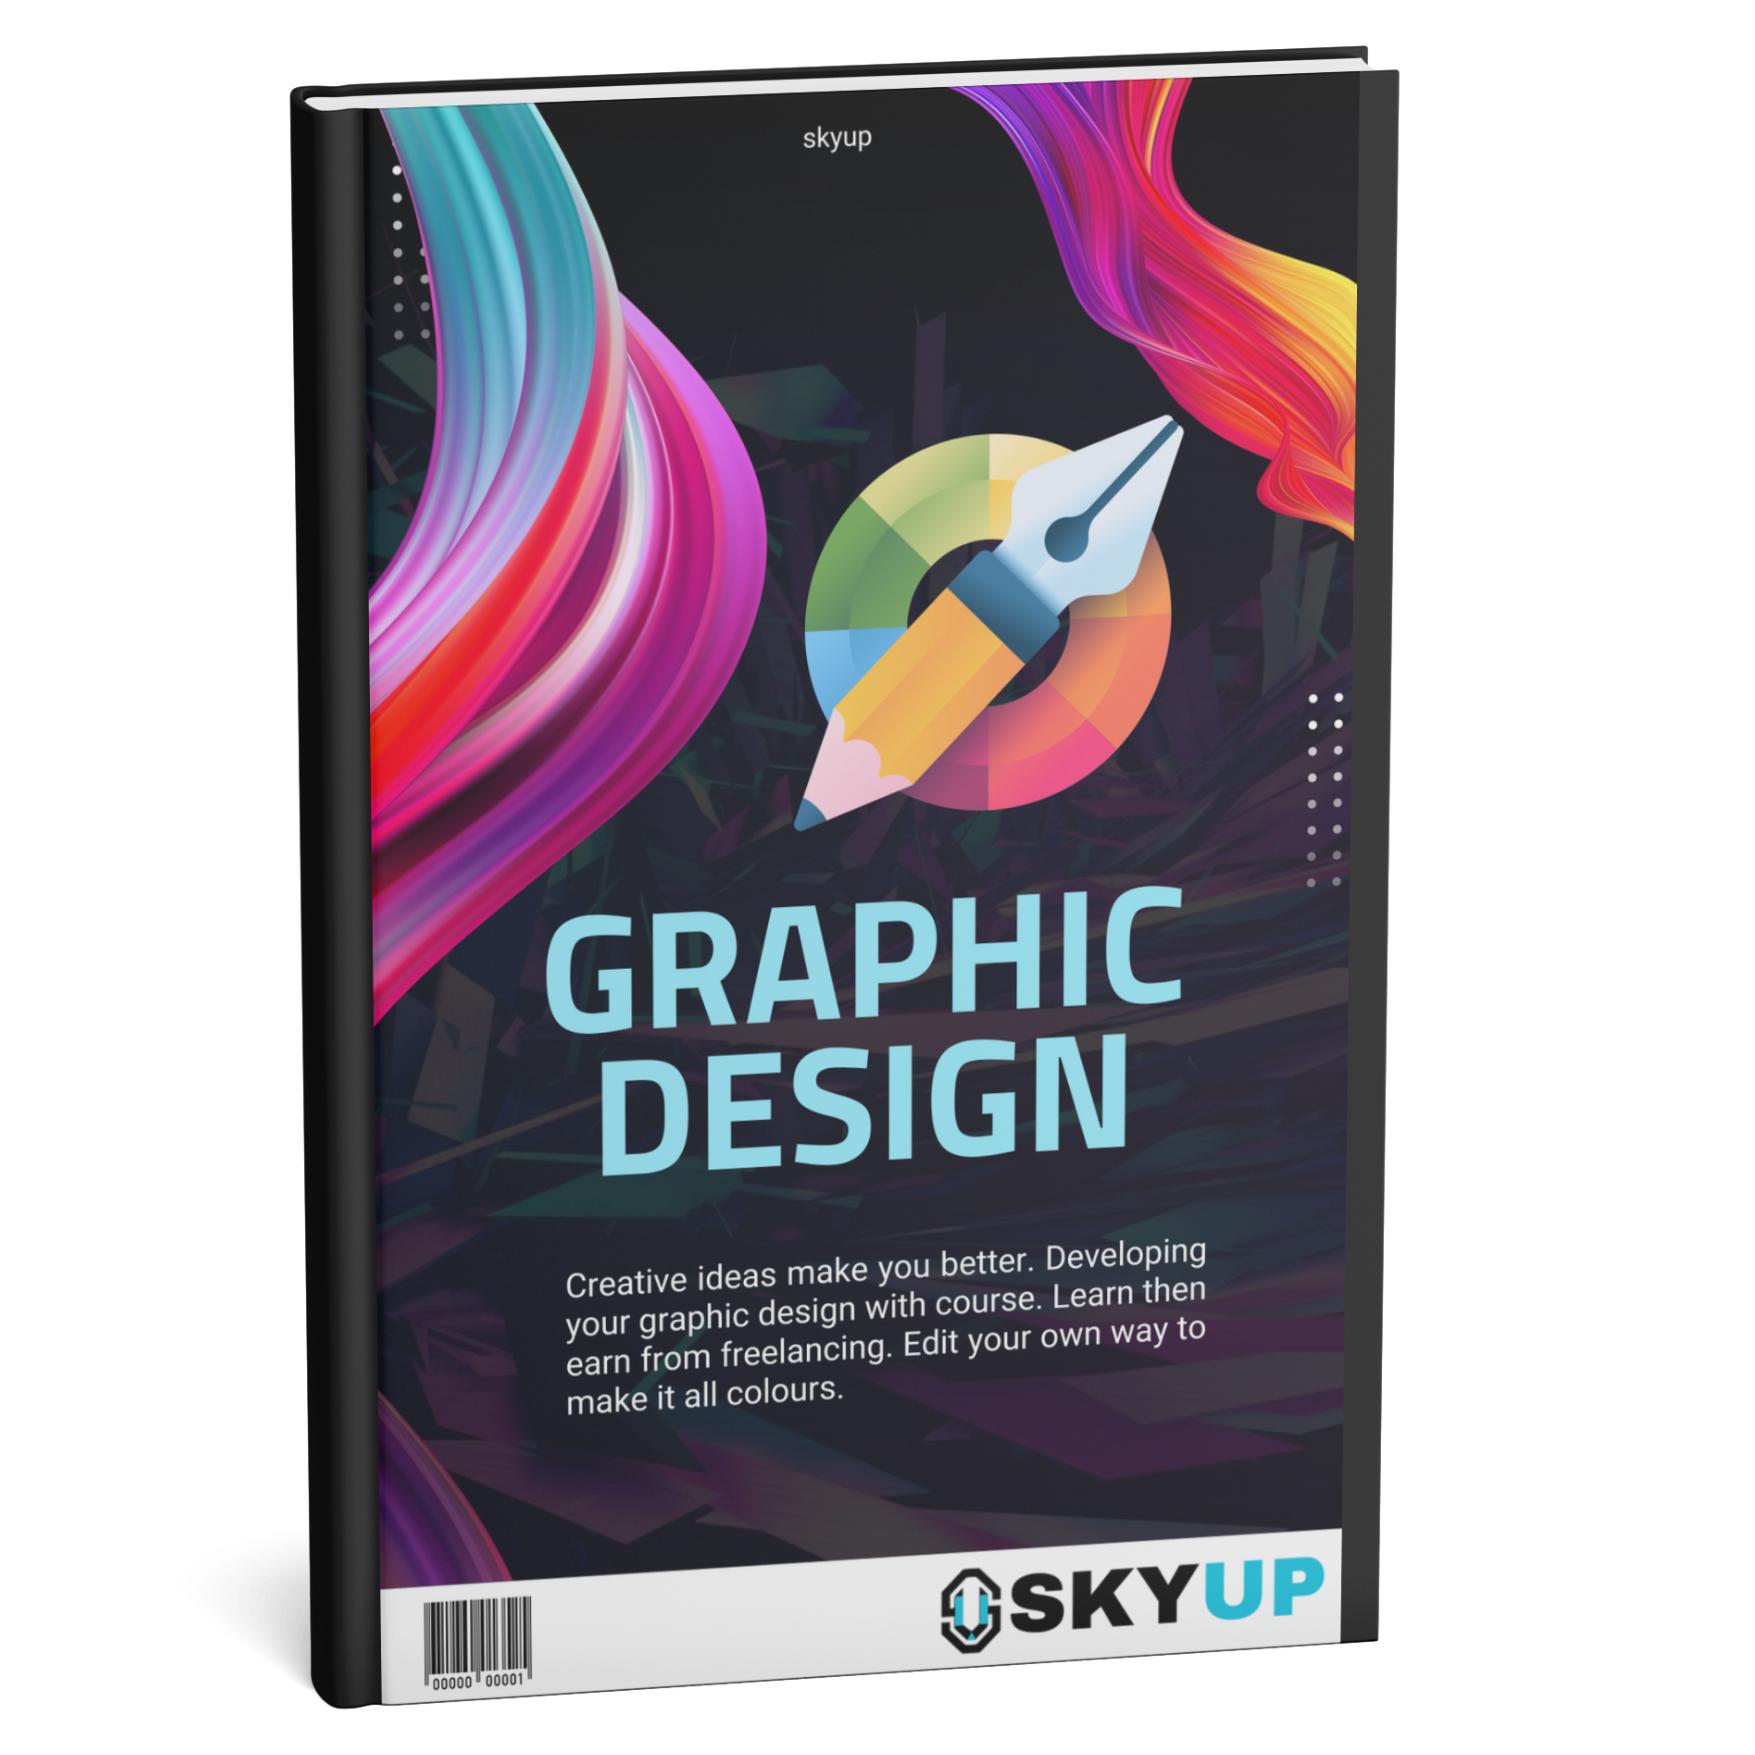 skyup
GRAPHIC
DESIGN
Creative ideas make you better. Developing
your graphic design with course. Learn then
earn from freelancing. Edit your own way to
make it all colours.
00000 00001
SKYUP